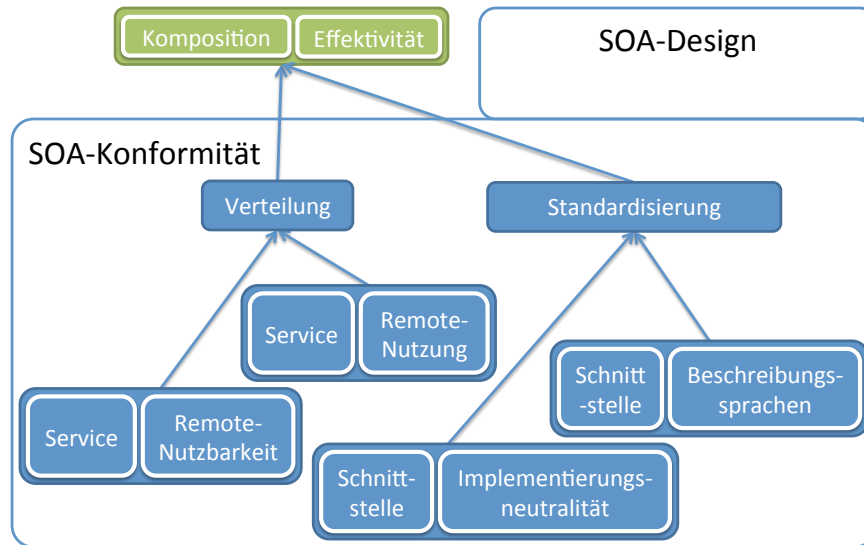 Komposition
Effektivität
SOA-Design
SOA-Konformität
Verteilung
Standardisierung
Service
Remote-
Nutzung
Schnitt
-stelle
Beschreibungs-
sprachen
Service
Remote-
Nutzbarkeit
Schnitt-
stelle
Implementierungs-
neutralität